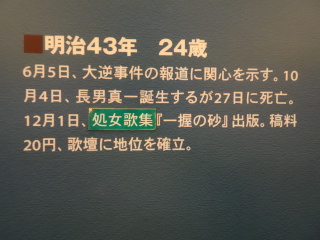 ■明治43年　24歳
6月5日、大逆事件の報道に関心を示す。10
月4日、長男真一誕生するが27日に死亡。
12月1日、処女歌集『一握の砂』出版。稿料
20円、歌壇に地位を確立。